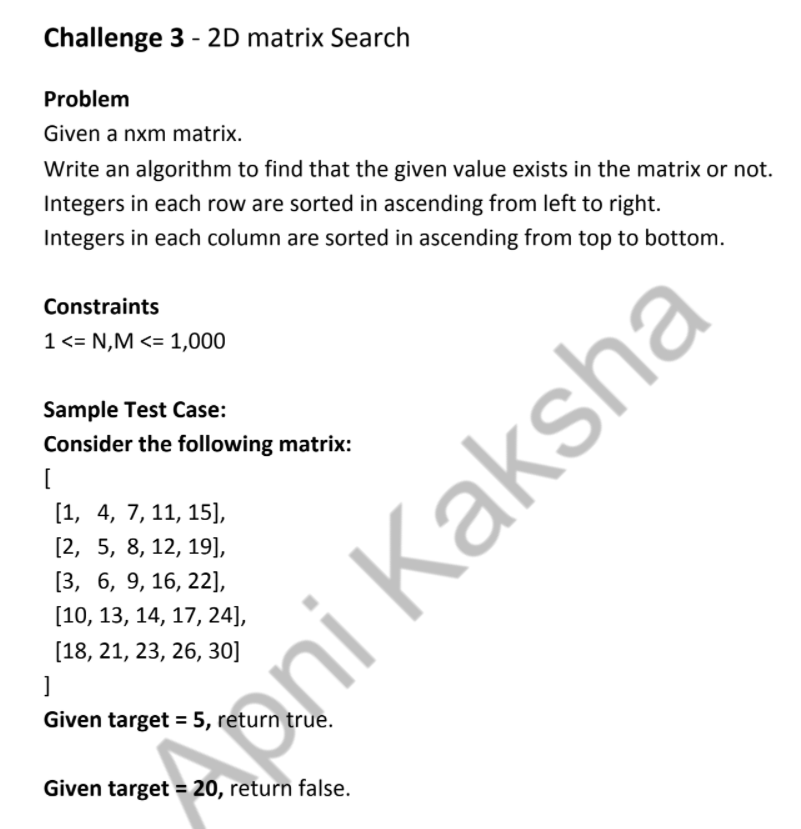 Challenge 3 - 2D matrix Search
Problem
Given a nxm matrix.
Write an algorithm to find that the given value exists in the matrix or not.
Integers in each row are sorted in ascending from left to right.
Integers in each column are sorted in ascending from top to bottom.
Constraints
1 <= N,M <= 1,000
Sample Test Case:
Consider the following matrix:
[
[1, 4, 7, 11, 15],
[2, 5, 8, 12, 19],
[3, 6, 9, 16, 22],
[10, 13, 14, 17, 24],
[18, 21, 23, 26, 30]
]
Given target = 5, return true.
Given target = 20, return false.
Apni Kaksha